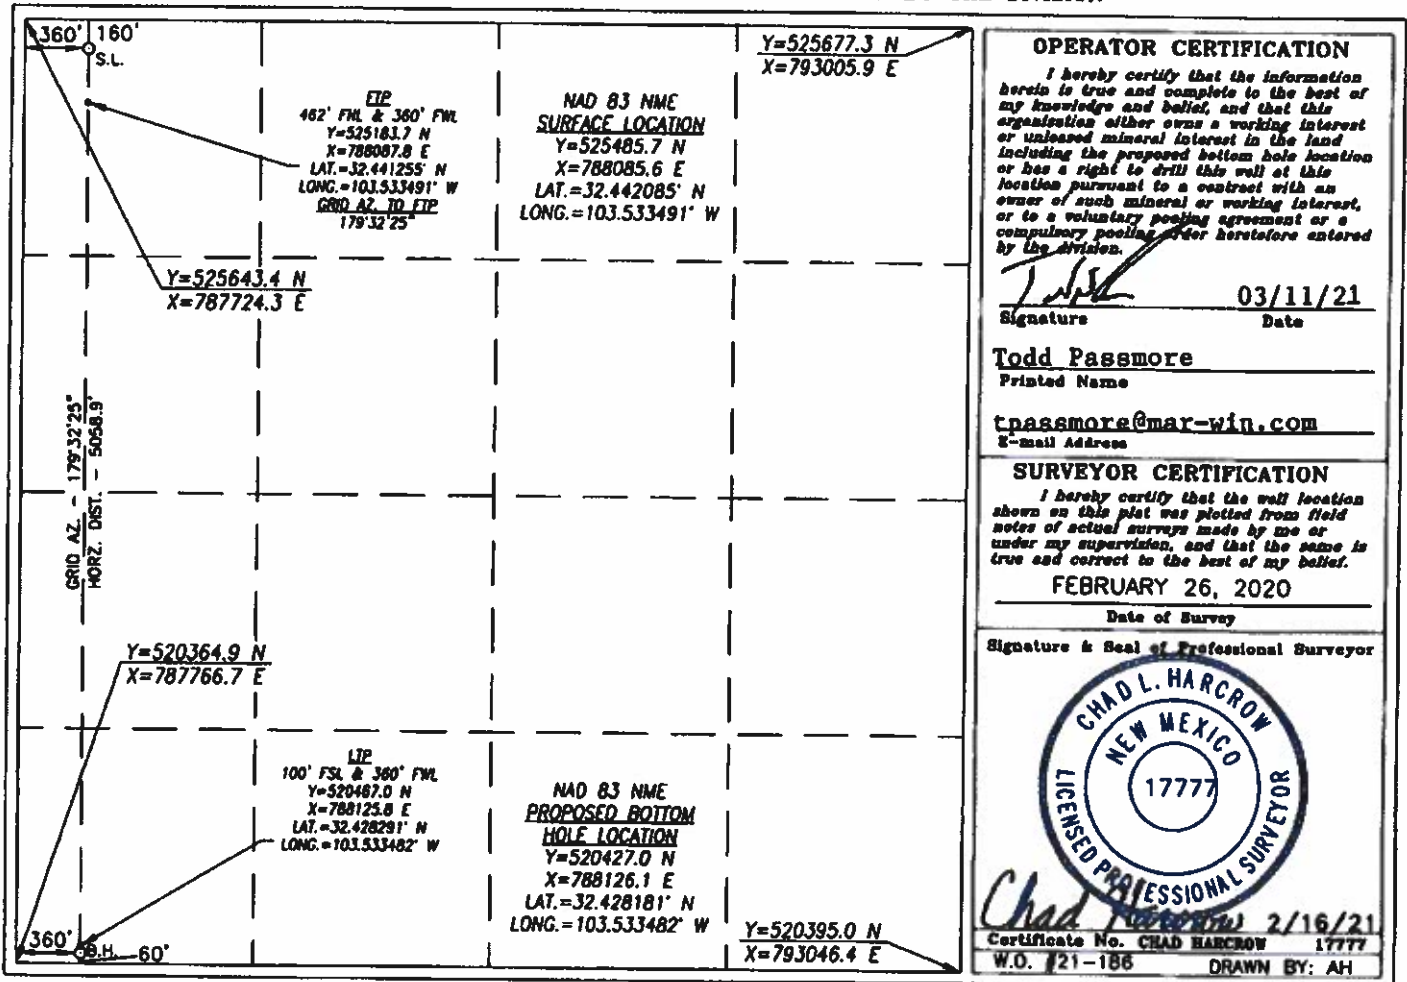 360'
160'
S.L.
FTP
462' FNL & 360' FWL
Y=525183.7 N
X=788087.8 E
LAT.=32.441255° N
LONG.=103.533491° W
GRID AZ. TO FTP
179°32'25"
NAD 83 NME
SURFACE LOCATION
Y=525485.7 N
X=788085.6 E
LAT.=32.442085° N
LONG.=103.533491° W
Y=525677.3 N
X=793005.9 E
Y=525643.4 N
X=787724.3 E
GRID AZ. - 179°32'25"
HORZ. DIST. - 5058.9'
Y=520364.9 N
X=787766.7 E
LTP
100' FSL & 360' FWL
Y=520467.0 N
X=788125.8 E
LAT.=32.428291° N
LONG.=103.533482° W
NAD 83 NME
PROPOSED BOTTOM
HOLE LOCATION
Y=520427.0 N
X=788126.1 E
LAT.=32.428181° N
LONG.=103.533482° W
Y=520395.0 N
X=793046.4 E
360'
B.H.
60'
OPERATOR CERTIFICATION
I hereby certify that the information
herein is true and complete to the best of
my knowledge and belief, and that this
organization either owns a working interest
or unleased mineral interest in the land
including the proposed bottom hole location
or has a right to drill this well at this
location pursuant to a contract with an
owner of such mineral or working interest,
or to a voluntary pooling agreement or a
compulsory pooling order heretofore entered
by the division.
03/11/21
Signature Date
Todd Passmore
Printed Name
tpassmore@mar-win.com
E-mail Address
SURVEYOR CERTIFICATION
I hereby certify that the well location
shown on this plat was plotted from field
notes of actual surveys made by me or
under my supervision, and that the same is
true and correct to the best of my belief.
FEBRUARY 26, 2020
Date of Survey
Signature & Seal of Professional Surveyor
CHAD L. HARCROW
NEW MEXICO
17777
LICENSED PROFESSIONAL SURVEYOR
Chad Harcrow 2/16/21
Certificate No. CHAD HARCROW 17777
W.O. #21-186 DRAWN BY: AH